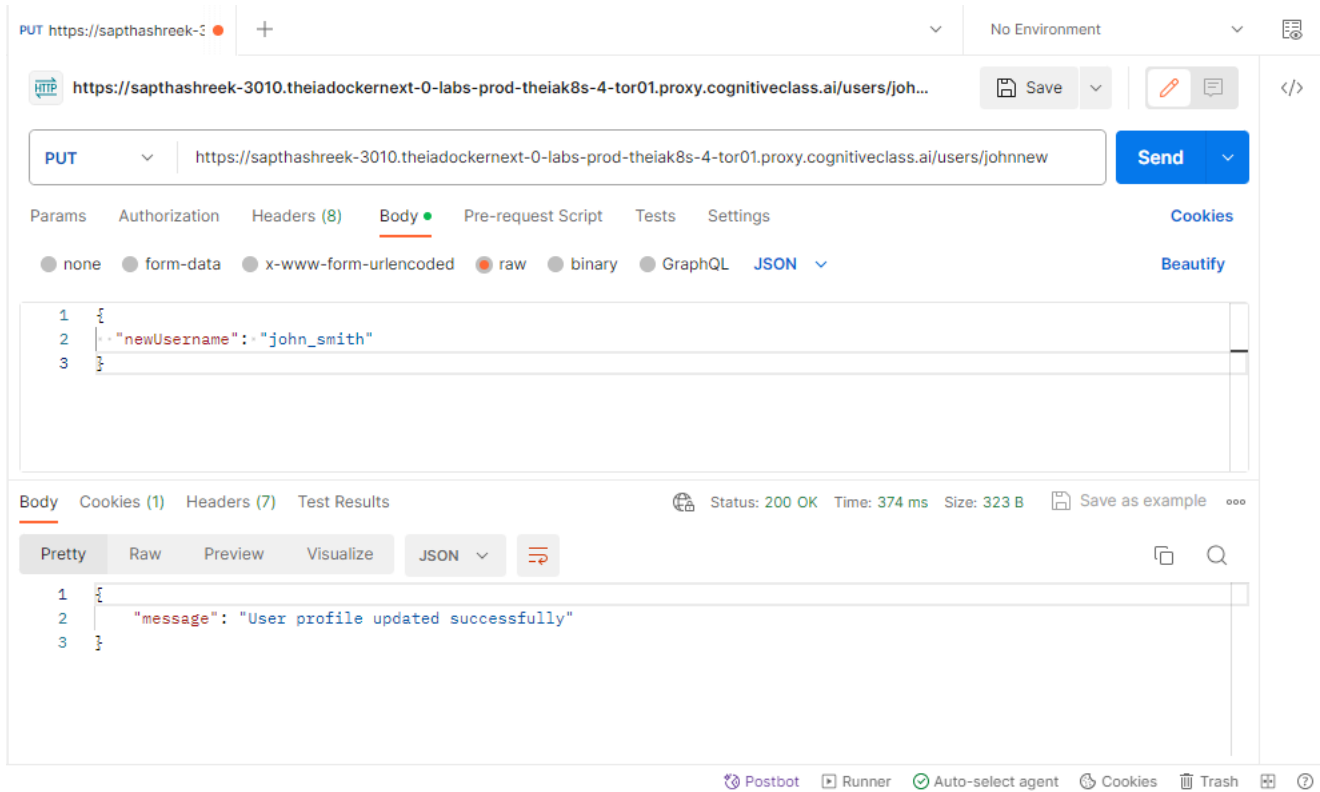 PUT https://sapthashreek-3
No Environment
HTTP https://sapthashreek-3010.theiadockernext-0-labs-prod-theiak8s-4-tor01.proxy.cognitiveclass.ai/users/joh... Save
PUT https://sapthashreek-3010.theiadockernext-0-labs-prod-theiak8s-4-tor01.proxy.cognitiveclass.ai/users/johnnew Send
Params Authorization Headers (8) Body Pre-request Script Tests Settings Cookies
none form-data x-www-form-urlencoded raw binary GraphQL JSON Beautify
1 {
2 "newUsername": "john_smith"
3 }
Body Cookies (1) Headers (7) Test Results Status: 200 OK Time: 374 ms Size: 323 B Save as example
Pretty Raw Preview Visualize JSON
1 {
2 "message": "User profile updated successfully"
3 }
Postbot Runner Auto-select agent Cookies Trash